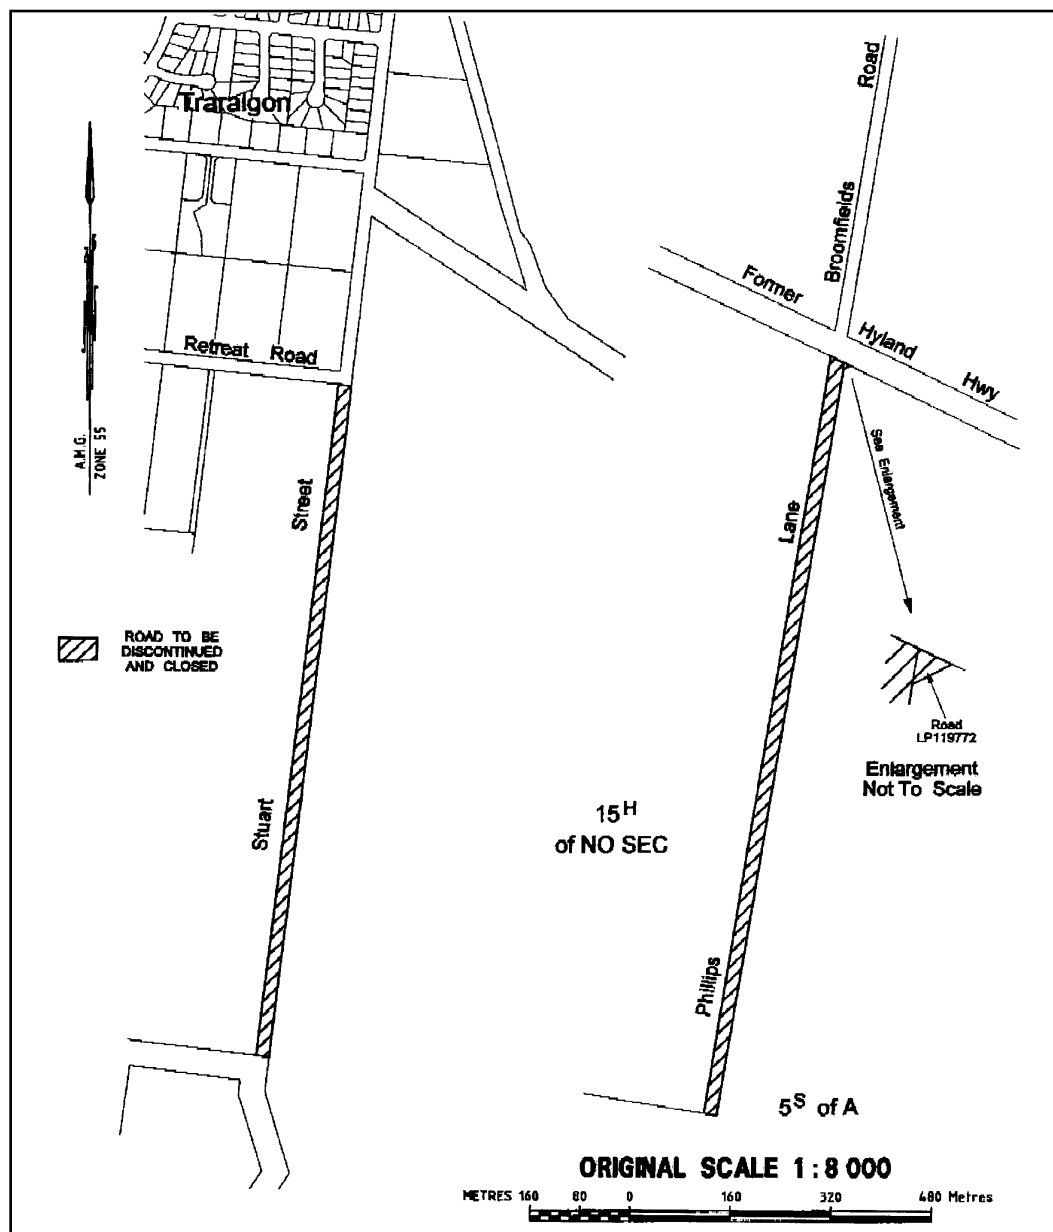 Traralgon
Road
Broomfields
Former
Hyland
Hwy
Retreat Road
A.M.G.
ZONE 55
Street
Lane
See Enlargement
ROAD TO BE
DISCONTINUED
AND CLOSED
Road
LP119772
Enlargement
Not To Scale
Stuart
15H
of NO SEC
Phillips
5S of A
ORIGINAL SCALE 1:8 000
METRES 160 80 0 160 320 480 Metres